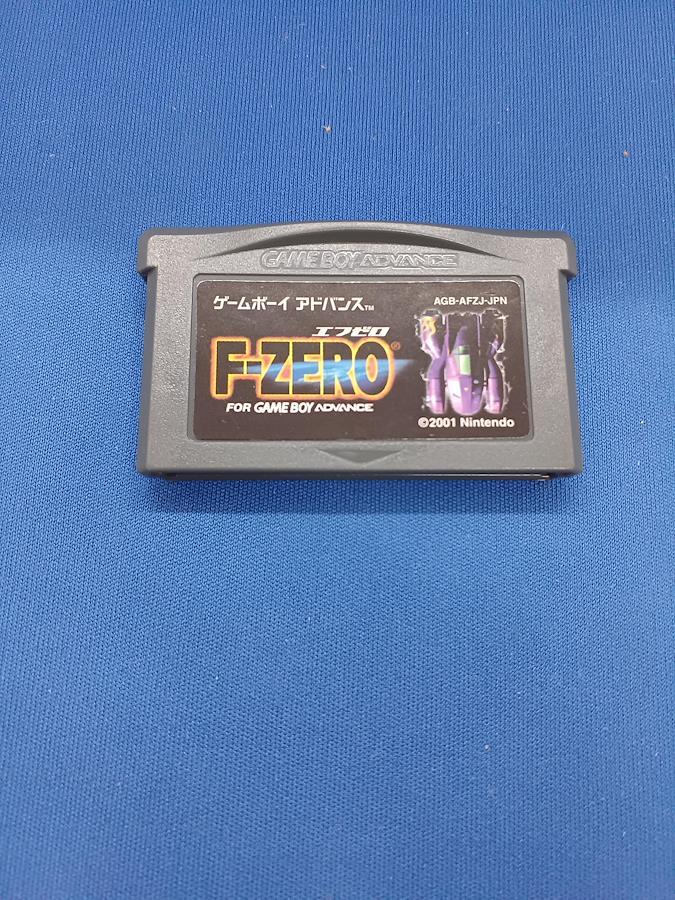 GAME BOY ADVANCE
ゲームボーイ アドバンス™
AGB-AFZJ-JPN
エフゼロ
F-ZERO®
FOR GAME BOY ADVANCE
©2001 Nintendo